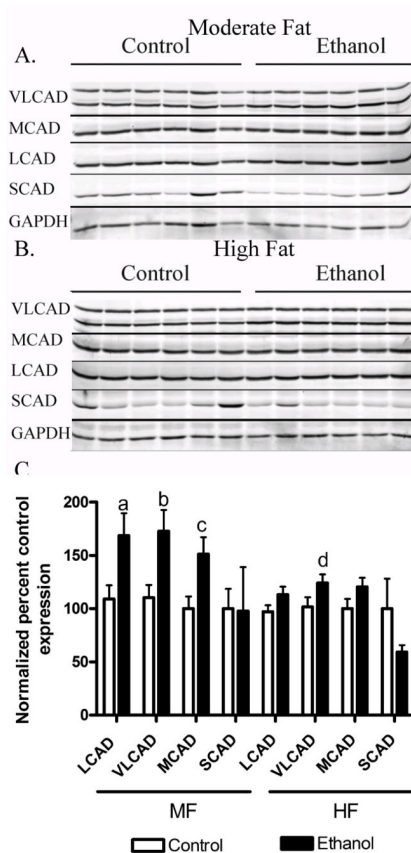 Moderate Fat
A.
Control Ethanol
VLCAD
MCAD
LCAD
SCAD
GAPDH
B.
High Fat
Control Ethanol
VLCAD
MCAD
LCAD
SCAD
GAPDH
C
Normalized percent control
expression
200
150
100
50
0
a b c d
LCAD VLCAD MCAD SCAD LCAD VLCAD MCAD SCAD
MF HF
Control Ethanol